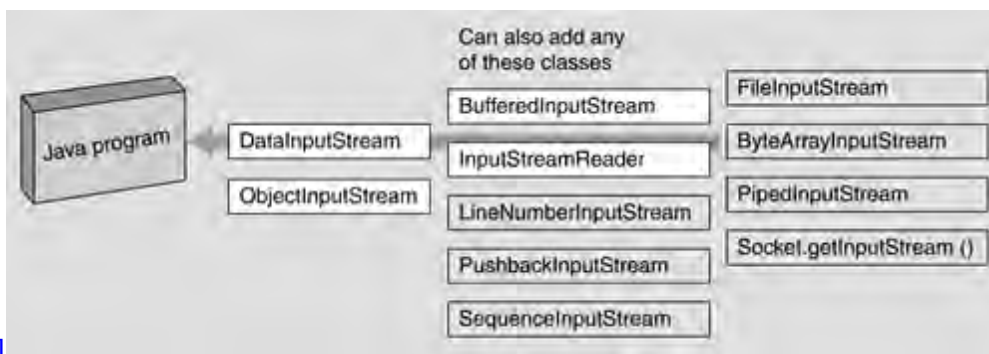 Can also add any
of these classes
Java program
DataInputStream
ObjectInputStream
BufferedInputStream
InputStreamReader
LineNumberInputStream
PushbackInputStream
SequenceInputStream
FileInputStream
ByteArrayInputStream
PipedInputStream
Socket.getInputStream ()